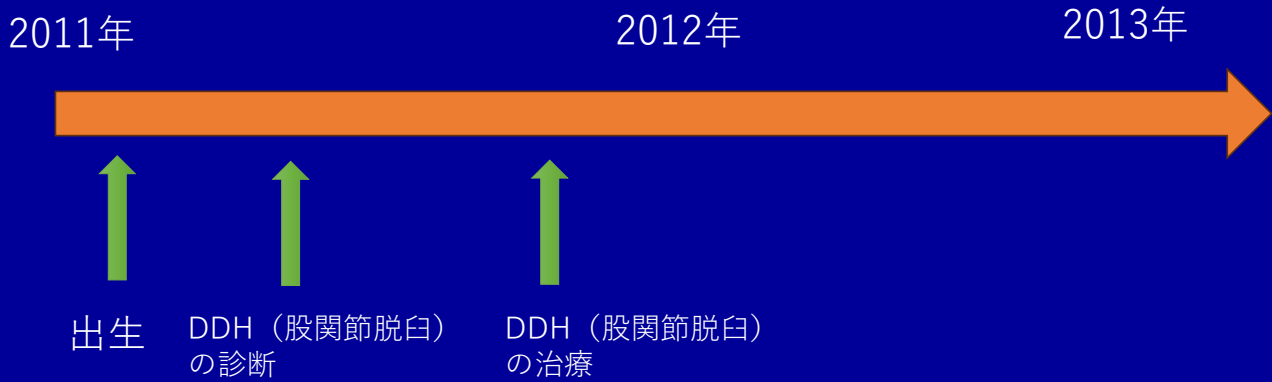 2011年
2012年
2013年
出生
DDH（股関節脱臼）
の診断
DDH（股関節脱臼）
の治療